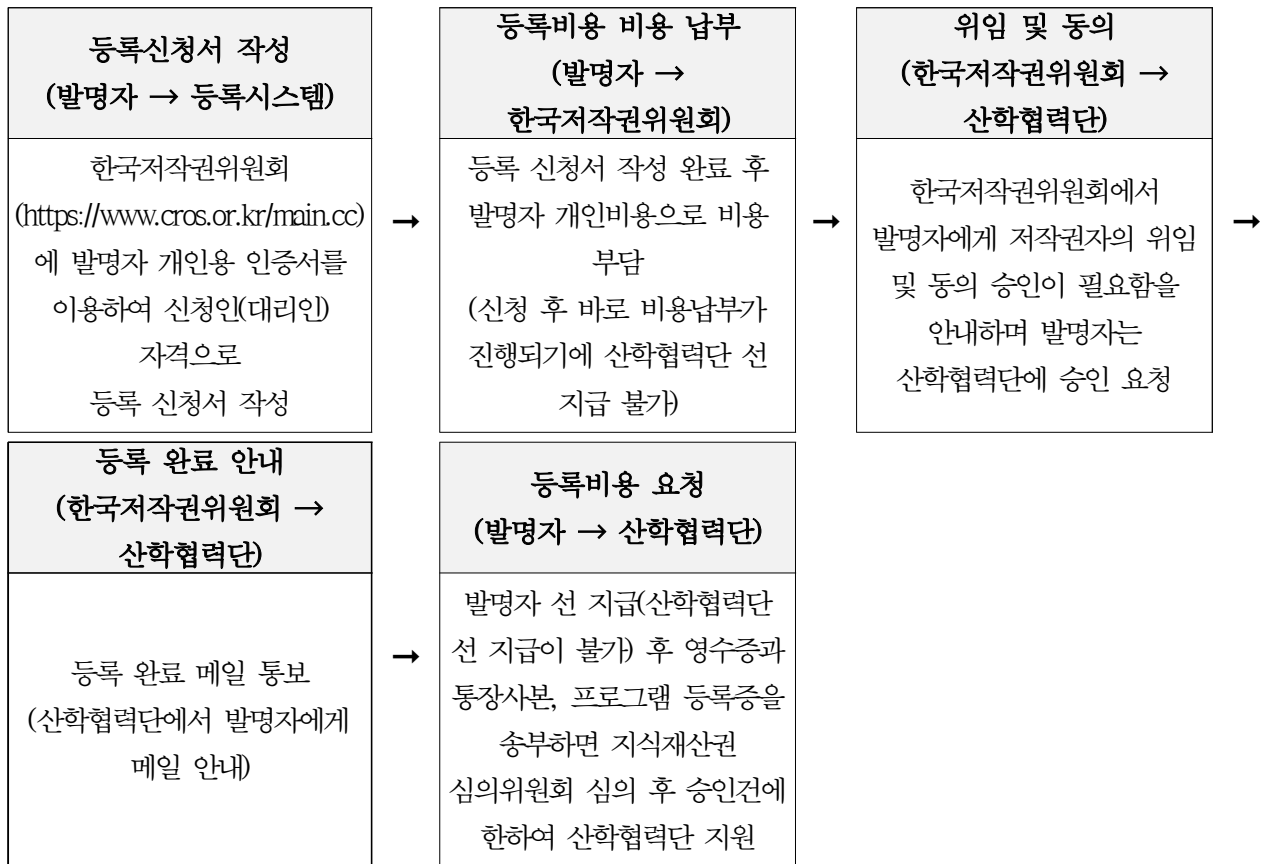 등록신청서 작성
(발명자 → 등록시스템)
한국저작권위원회
(https://www.cros.or.kr/main.cc)
에 발명자 개인용 인증서를
이용하여 신청인(대리인)
자격으로
등록 신청서 작성
→
등록비용 비용 납부
(발명자 →
한국저작권위원회)
등록 신청서 작성 완료 후
발명자 개인비용으로 비용
부담
(신청 후 바로 비용납부가
진행되기에 산학협력단 선
지급 불가)
→
위임 및 동의
(한국저작권위원회 →
산학협력단)
한국저작권위원회에서
발명자에게 저작권자의 위임
및 동의 승인이 필요함을
안내하며 발명자는
산학협력단에 승인 요청
→
등록 완료 안내
(한국저작권위원회 →
산학협력단)
등록 완료 메일 통보
(산학협력단에서 발명자에게
메일 안내)
→
등록비용 요청
(발명자 → 산학협력단)
발명자 선 지급(산학협력단
선 지급이 불가) 후 영수증과
통장사본, 프로그램 등록증을
송부하면 지식재산권
심의위원회 심의 후 승인건에
한하여 산학협력단 지원